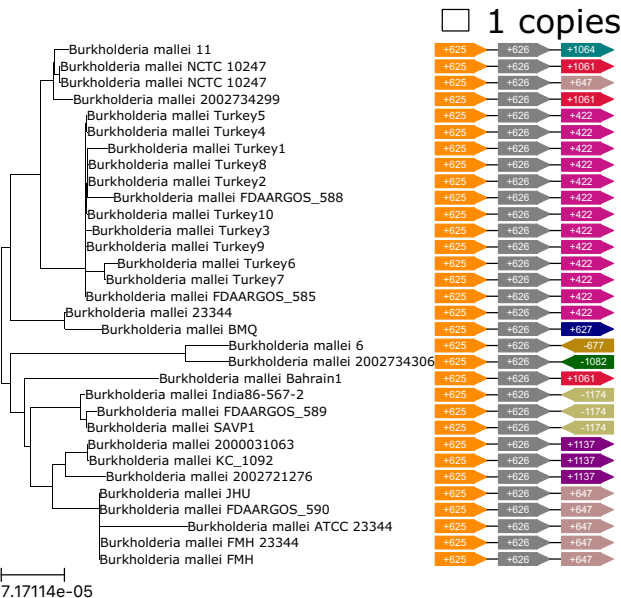 1 copies
Burkholderia mallei 11 +625 +626 +1064
Burkholderia mallei NCTC 10247 +625 +626 +1061
Burkholderia mallei NCTC 10247 +625 +626 +647
Burkholderia mallei 2002734299 +625 +626 +1061
Burkholderia mallei Turkey5 +625 +626 +422
Burkholderia mallei Turkey4 +625 +626 +422
Burkholderia mallei Turkey1 +625 +626 +422
Burkholderia mallei Turkey8 +625 +626 +422
Burkholderia mallei Turkey2 +625 +626 +422
Burkholderia mallei FDAARGOS_588 +625 +626 +422
Burkholderia mallei Turkey10 +625 +626 +422
Burkholderia mallei Turkey3 +625 +626 +422
Burkholderia mallei Turkey9 +625 +626 +422
Burkholderia mallei Turkey6 +625 +626 +422
Burkholderia mallei Turkey7 +625 +626 +422
Burkholderia mallei FDAARGOS_585 +625 +626 +422
Burkholderia mallei 23344 +625 +626 +422
Burkholderia mallei BMQ +625 +626 +627
Burkholderia mallei 6 +625 +626 -677
Burkholderia mallei 2002734306 +625 +626 -1082
Burkholderia mallei Bahrain1 +625 +626 +1061
Burkholderia mallei India86-567-2 +625 +626 -1174
Burkholderia mallei FDAARGOS_589 +625 +626 -1174
Burkholderia mallei SAVP1 +625 +626 -1174
Burkholderia mallei 2000031063 +625 +626 +1137
Burkholderia mallei KC_1092 +625 +626 +1137
Burkholderia mallei 2002721276 +625 +626 +1137
Burkholderia mallei JHU +625 +626 +647
Burkholderia mallei FDAARGOS_590 +625 +626 +647
Burkholderia mallei ATCC 23344 +625 +626 +647
Burkholderia mallei FMH 23344 +625 +626 +647
Burkholderia mallei FMH +625 +626 +647
7.17114e-05